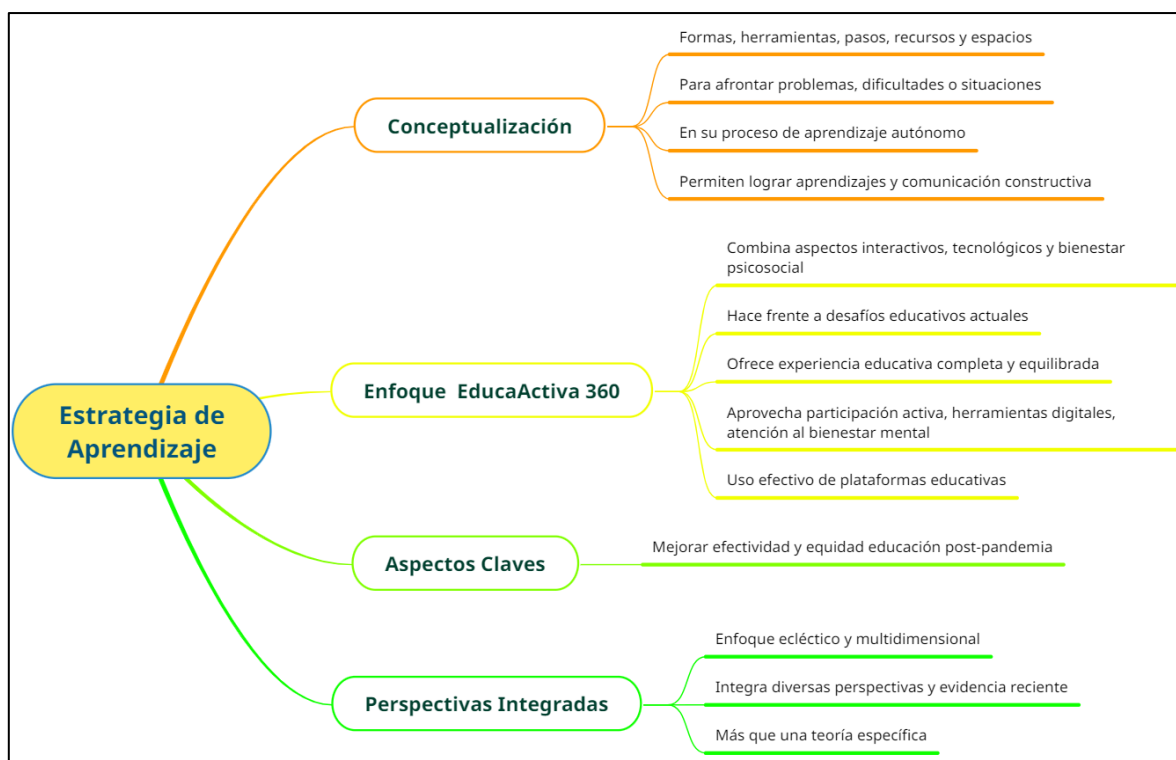 Estrategia de
Aprendizaje
Conceptualización
Formas, herramientas, pasos, recursos y espacios
Para afrontar problemas, dificultades o situaciones
En su proceso de aprendizaje autónomo
Permiten lograr aprendizajes y comunicación constructiva
Enfoque EducaActiva 360
Combina aspectos interactivos, tecnológicos y bienestar
psicosocial
Hace frente a desafíos educativos actuales
Ofrece experiencia educativa completa y equilibrada
Aprovecha participación activa, herramientas digitales,
atención al bienestar mental
Uso efectivo de plataformas educativas
Aspectos Claves
Mejorar efectividad y equidad educación post-pandemia
Perspectivas Integradas
Enfoque ecléctico y multidimensional
Integra diversas perspectivas y evidencia reciente
Más que una teoría específica